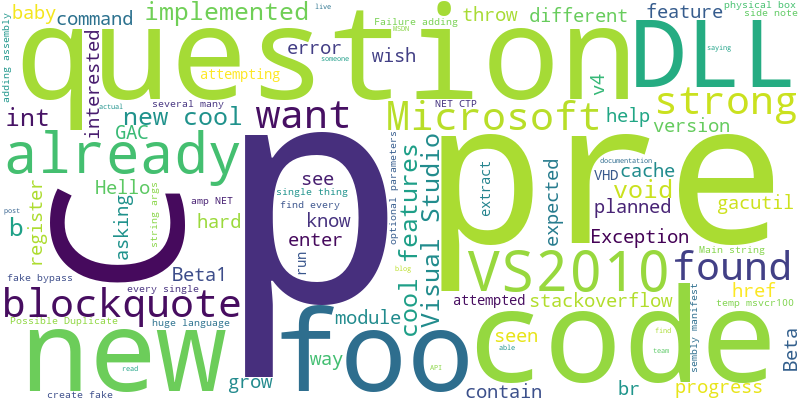 baby
command
implemented
throw
different
feature
physical box
side note
live
Failure adding
MSDN
adding assembly
question
error
wish
DLL
saying
attempting
someone
v4
strong
actual
several many
NET CTP
int
interested
new cool
want
Microsoft
help
version
GAC
already
p
pre
optional parameters
Visual Studio
cool features
extract
expected
documentation
VHD
cache
void
gacutil
planned
Exception
Main string
Hello
asking
string args
amp NET
see
single thing
find every
know
enter
run
register
b
hard
c
post
fake bypass
Beta1
every single
VS2010
found
href
temp msvcr100
blockquote
module
attempted
stackoverflow
seen
sembly manifest
Beta
Possible Duplicate
huge language
new
foo
code
way
blog
API
able
find
team
read
grow
contain
br
progress
create fake